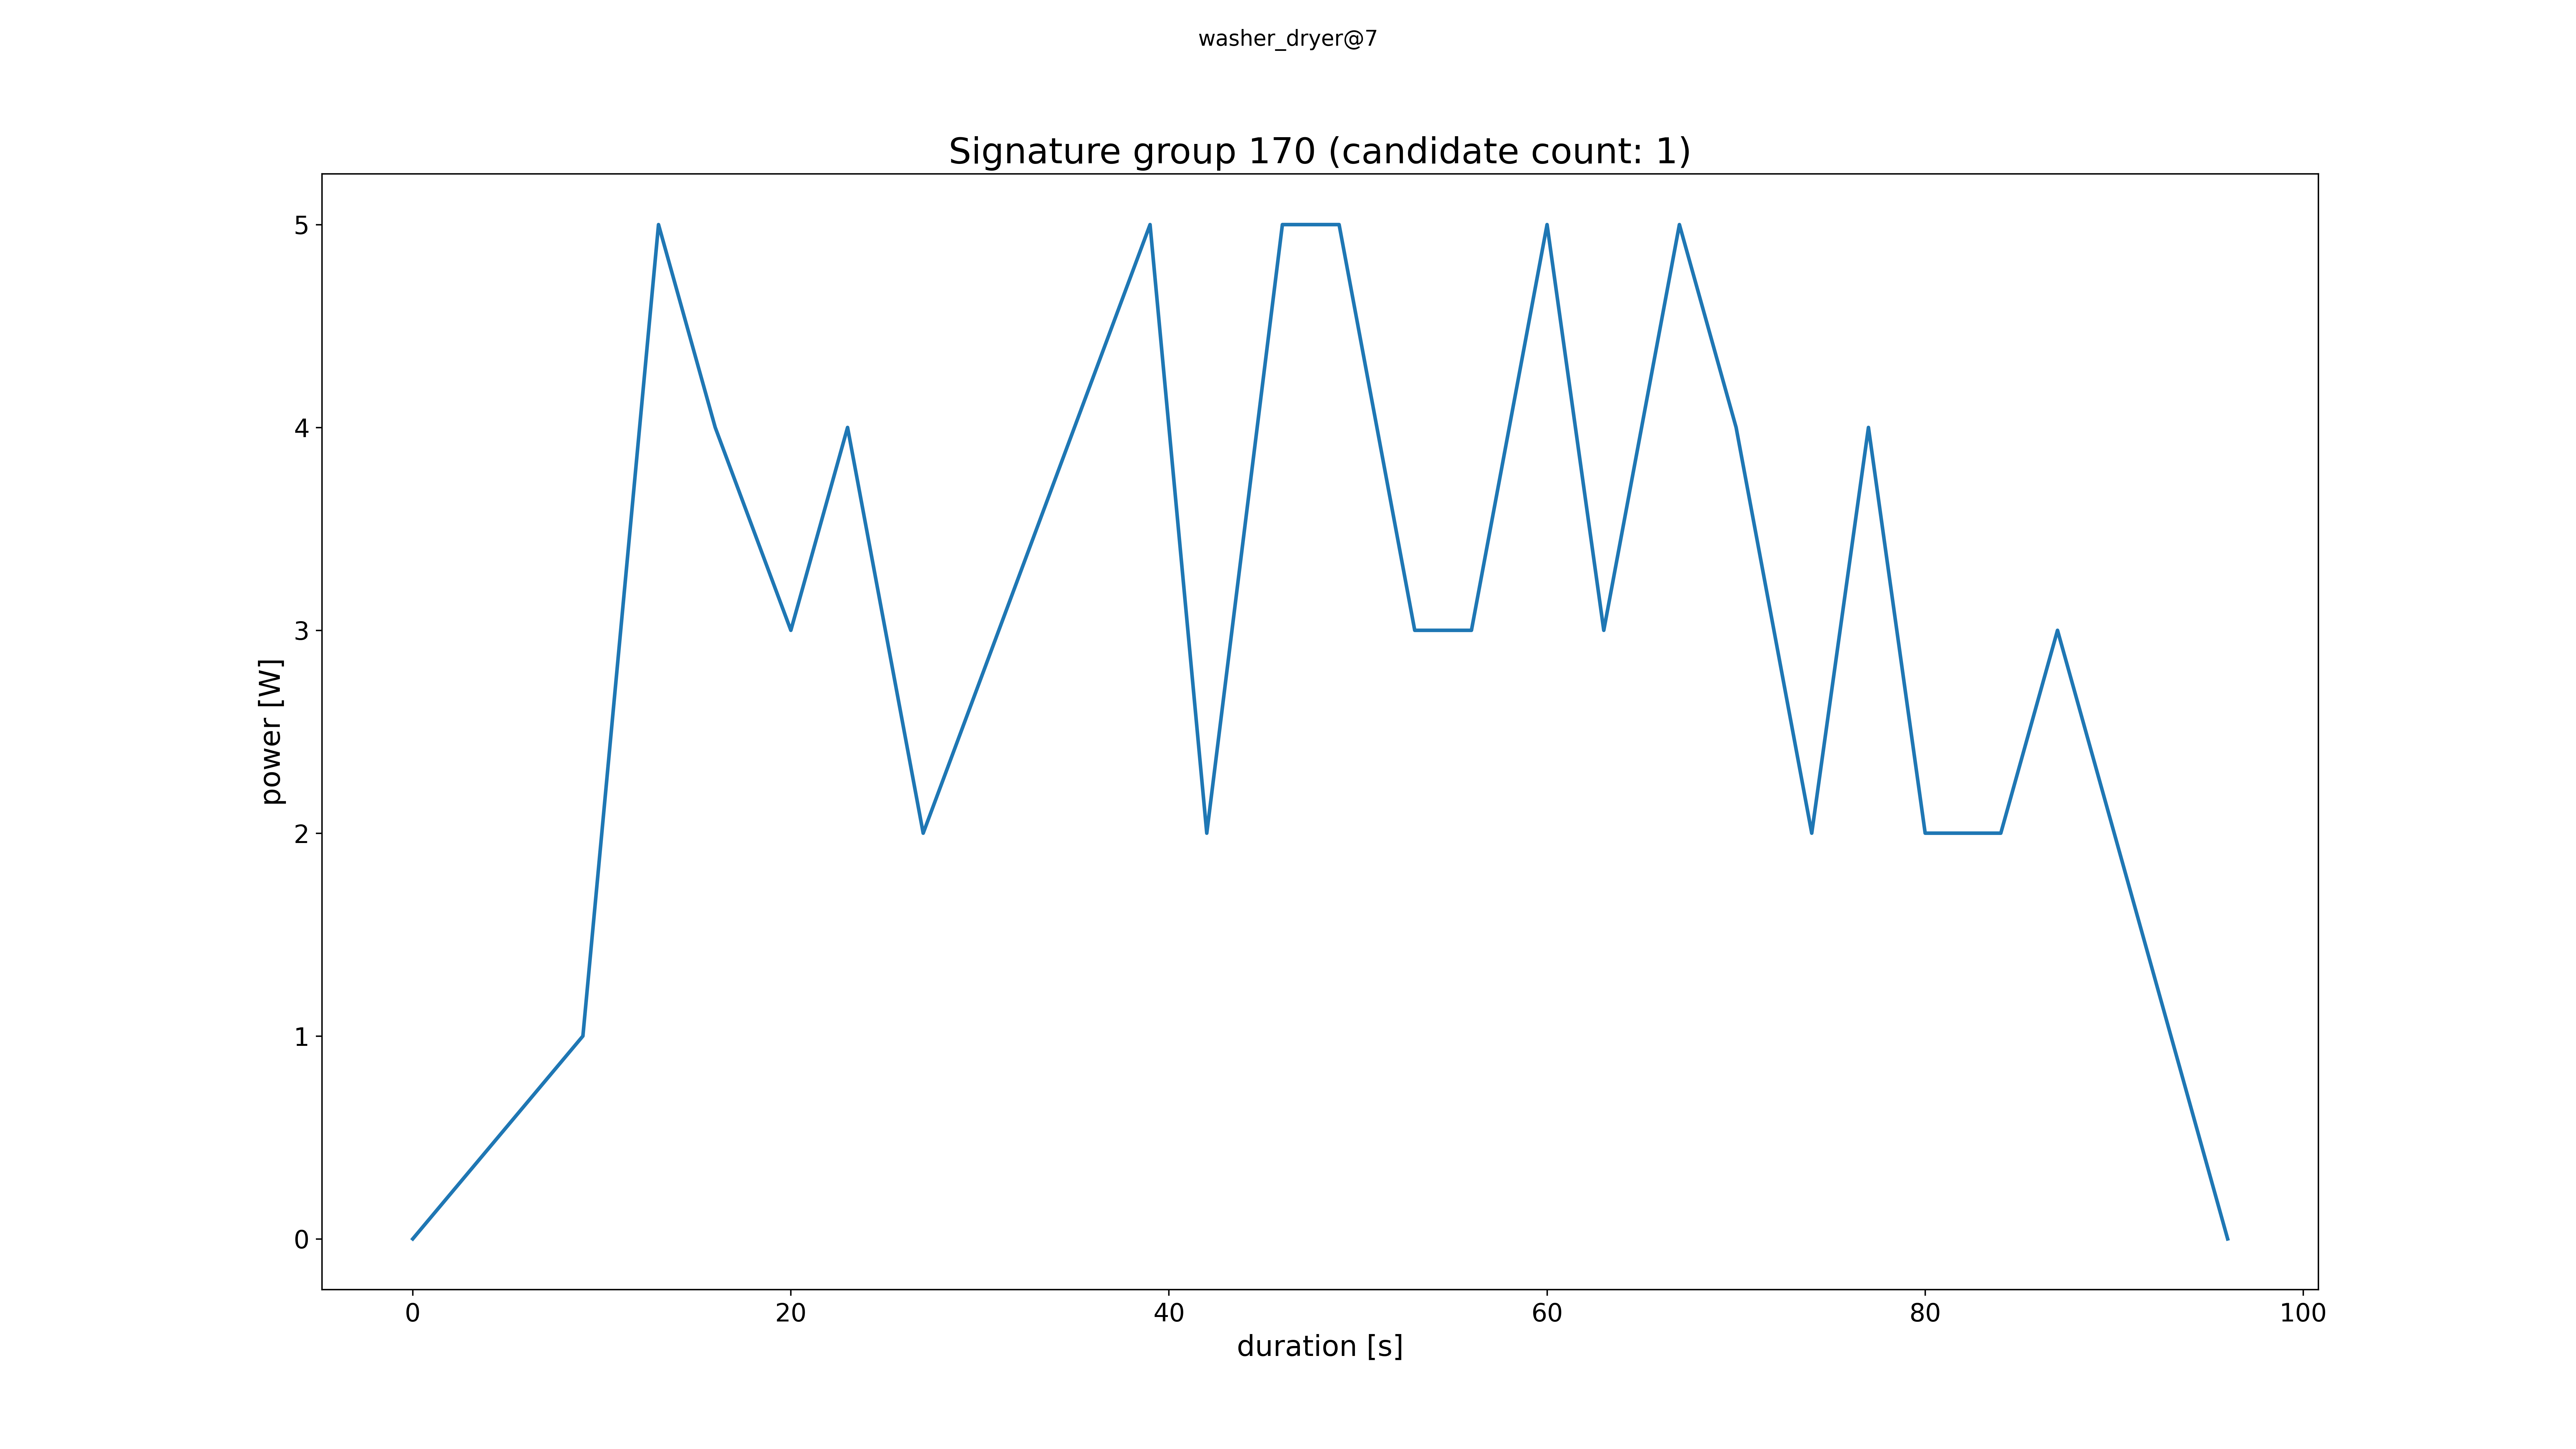 washer_dryer@7
Signature group 170 (candidate count: 1)
5
4
3
2
1
0
power [W]
0 20 40 60 80 100
duration [s]